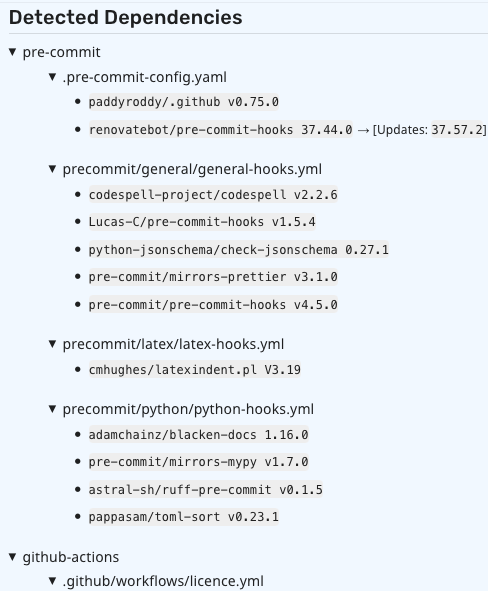 Detected Dependencies
▼ pre-commit
▼ .pre-commit-config.yaml
• paddyroddy/.github v0.75.0
• renovatebot/pre-commit-hooks 37.44.0 → [Updates: 37.57.2]
▼ precommit/general/general-hooks.yml
• codespell-project/codespell v2.2.6
• Lucas-C/pre-commit-hooks v1.5.4
• python-jsonschema/check-jsonschema 0.27.1
• pre-commit/mirrors-prettier v3.1.0
• pre-commit/pre-commit-hooks v4.5.0
▼ precommit/latex/latex-hooks.yml
• cmhughes/latexindent.pl V3.19
▼ precommit/python/python-hooks.yml
• adamchainz/blacken-docs 1.16.0
• pre-commit/mirrors-mypy v1.7.0
• astral-sh/ruff-pre-commit v0.1.5
• pappasam/toml-sort v0.23.1
▼ github-actions
▼ .github/workflows/licence.yml